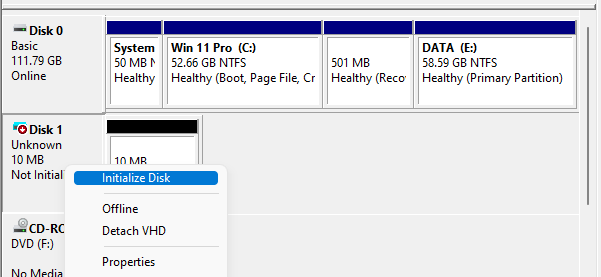 Disk 0
Basic
111.79 GB
Online
System
50 MB N
Healthy
Win 11 Pro (C:)
52.66 GB NTFS
Healthy (Boot, Page File, Cr
501 MB
Healthy (Reco
DATA (E:)
58.59 GB NTFS
Healthy (Primary Partition)
Disk 1
Unknown
10 MB
Not Initial
10 MB
Initialize Disk
Offline
Detach VHD
Properties
CD-RO
DVD (F:)
No Media